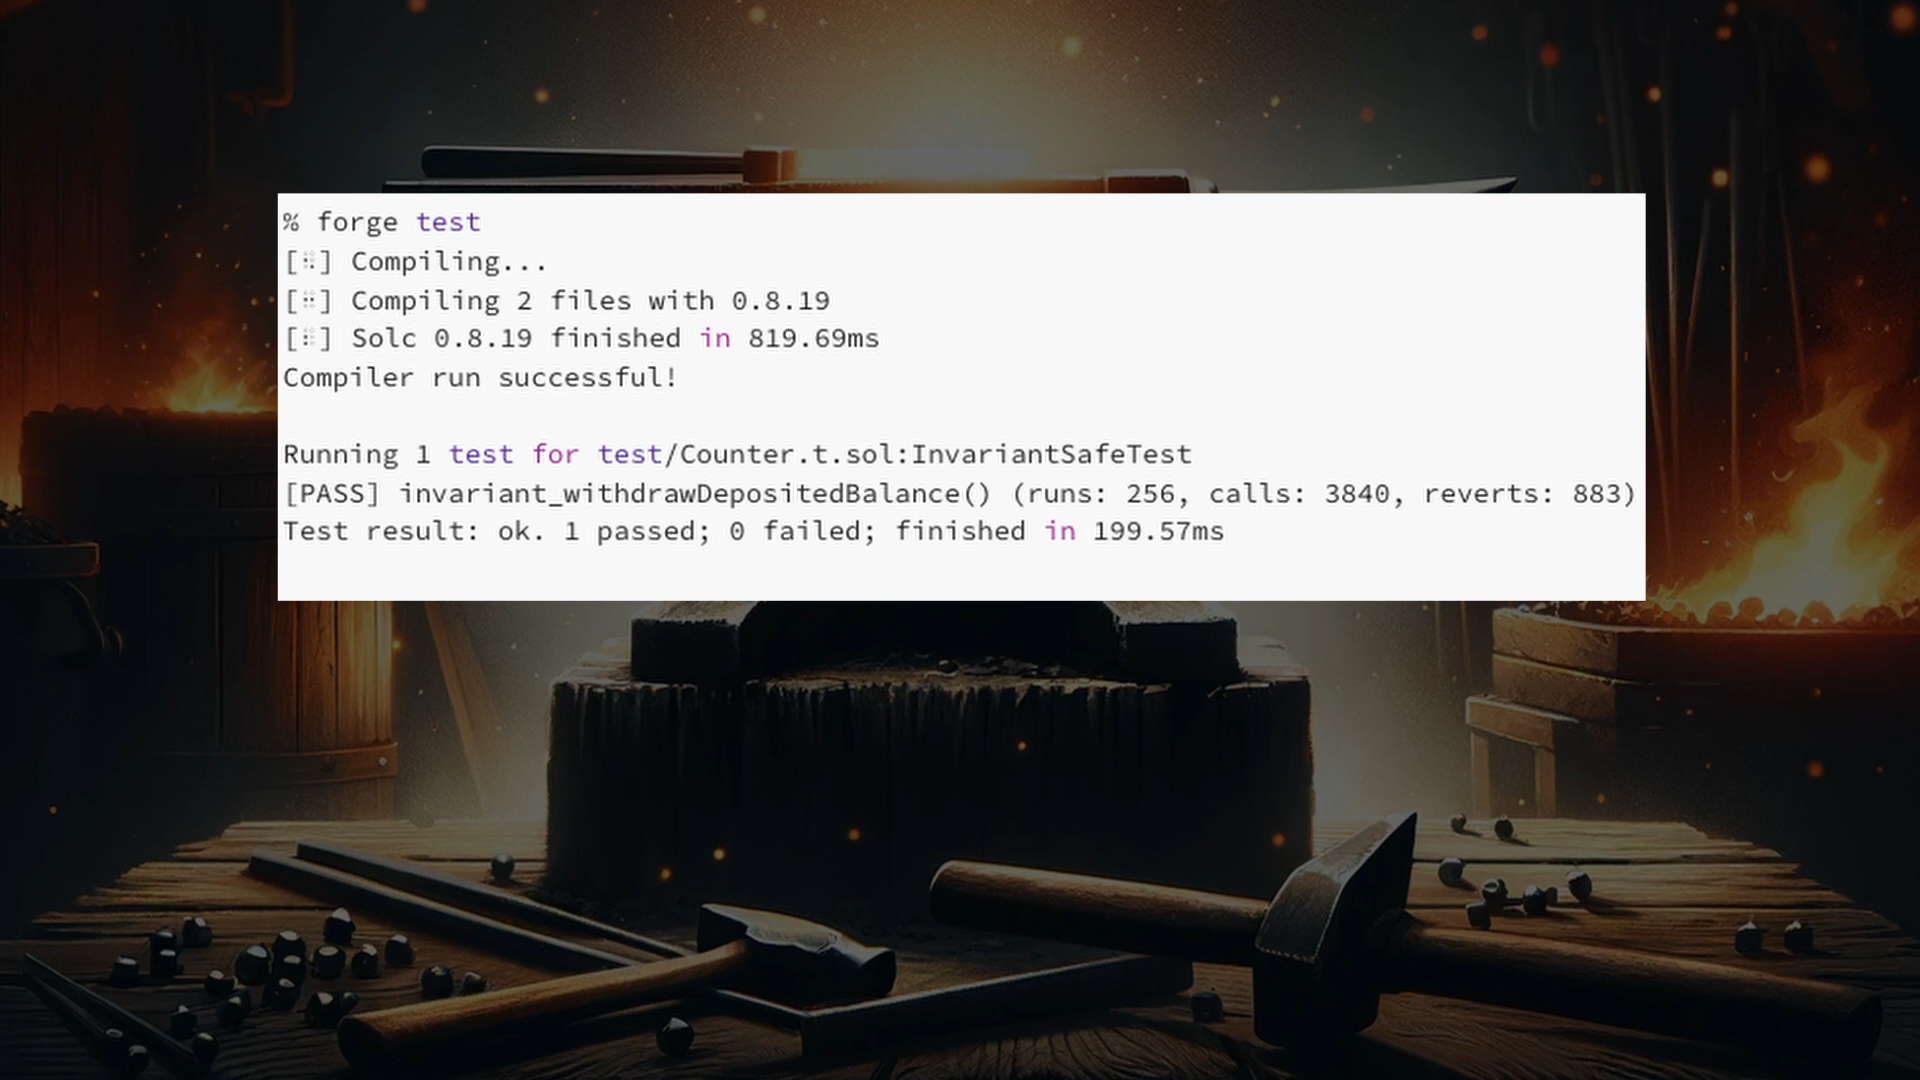 % forge test
[⠢] Compiling...
[⠒] Compiling 2 files with 0.8.19
[⠆] Solc 0.8.19 finished in 819.69ms
Compiler run successful!
Running 1 test for test/Counter.t.sol:InvariantSafeTest
[PASS] invariant_withdrawDepositedBalance() (runs: 256, calls: 3840, reverts: 883)
Test result: ok. 1 passed; 0 failed; finished in 199.57ms